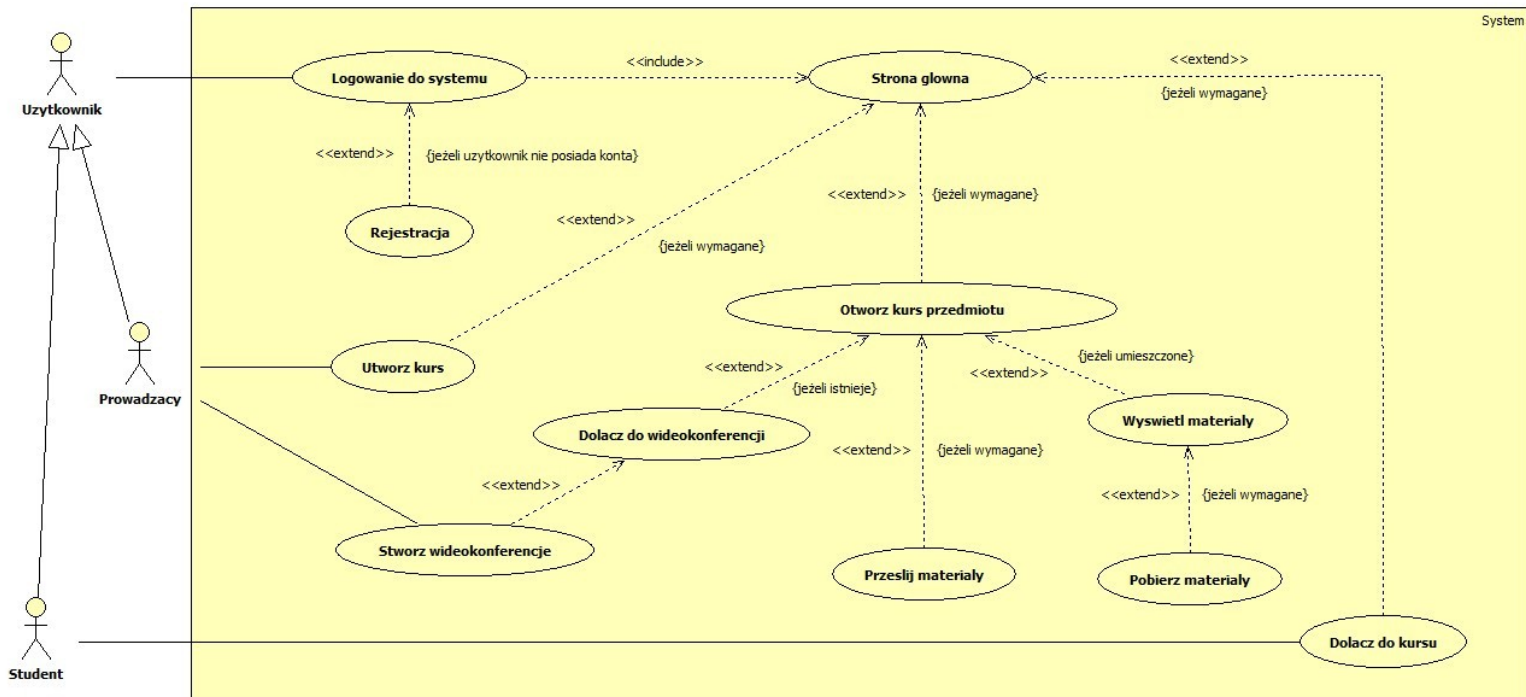 System
Logowanie do systemu
<<include>>
Strona glowna
<<extend>>
{jeżeli wymagane}
Uzytkownik
<<extend>>
{jeżeli uzytkownik nie posiada konta}
<<extend>>
{jeżeli wymagane}
<<extend>>
{jeżeli wymagane}
Rejestracja
Otworz kurs przedmiotu
Utworz kurs
<<extend>>
{jeżeli istnieje}
<<extend>>
{jeżeli umieszczone}
Prowadzacy
Dolacz do wideokonferencji
Wyswietl materialy
<<extend>>
{jeżeli wymagane}
<<extend>>
<<extend>>
{jeżeli wymagane}
Stworz wideokonferencje
Przeslij materialy
Pobierz materialy
Dolacz do kursu
Student